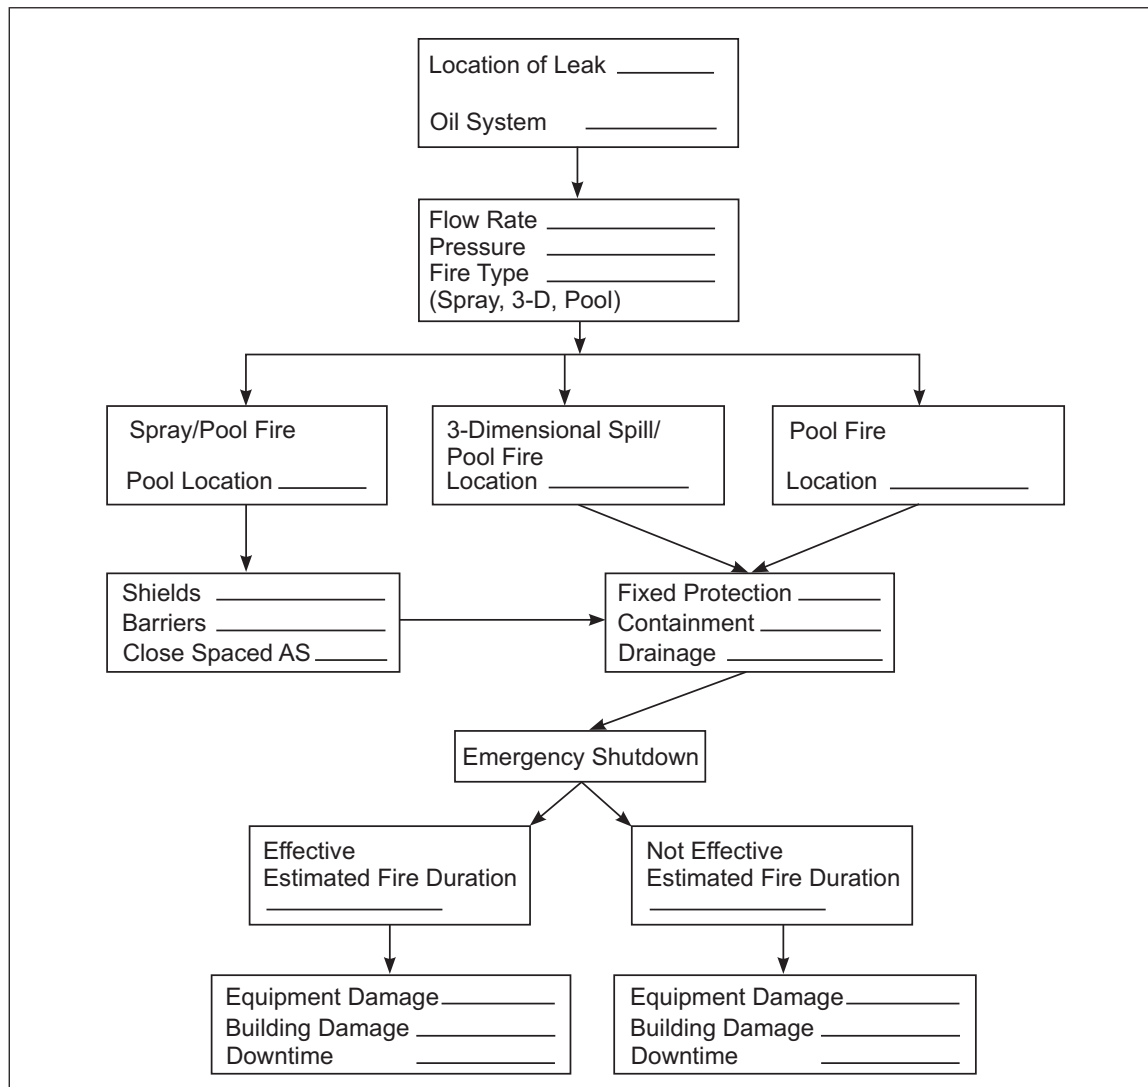 Location of Leak
Oil System
Flow Rate
Pressure
Fire Type
(Spray, 3-D, Pool)
Spray/Pool Fire
Pool Location
3-Dimensional Spill/
Pool Fire
Location
Pool Fire
Location
Shields
Barriers
Close Spaced AS
Fixed Protection
Containment
Drainage
Emergency Shutdown
Effective
Estimated Fire Duration
Not Effective
Estimated Fire Duration
Equipment Damage
Building Damage
Downtime
Equipment Damage
Building Damage
Downtime